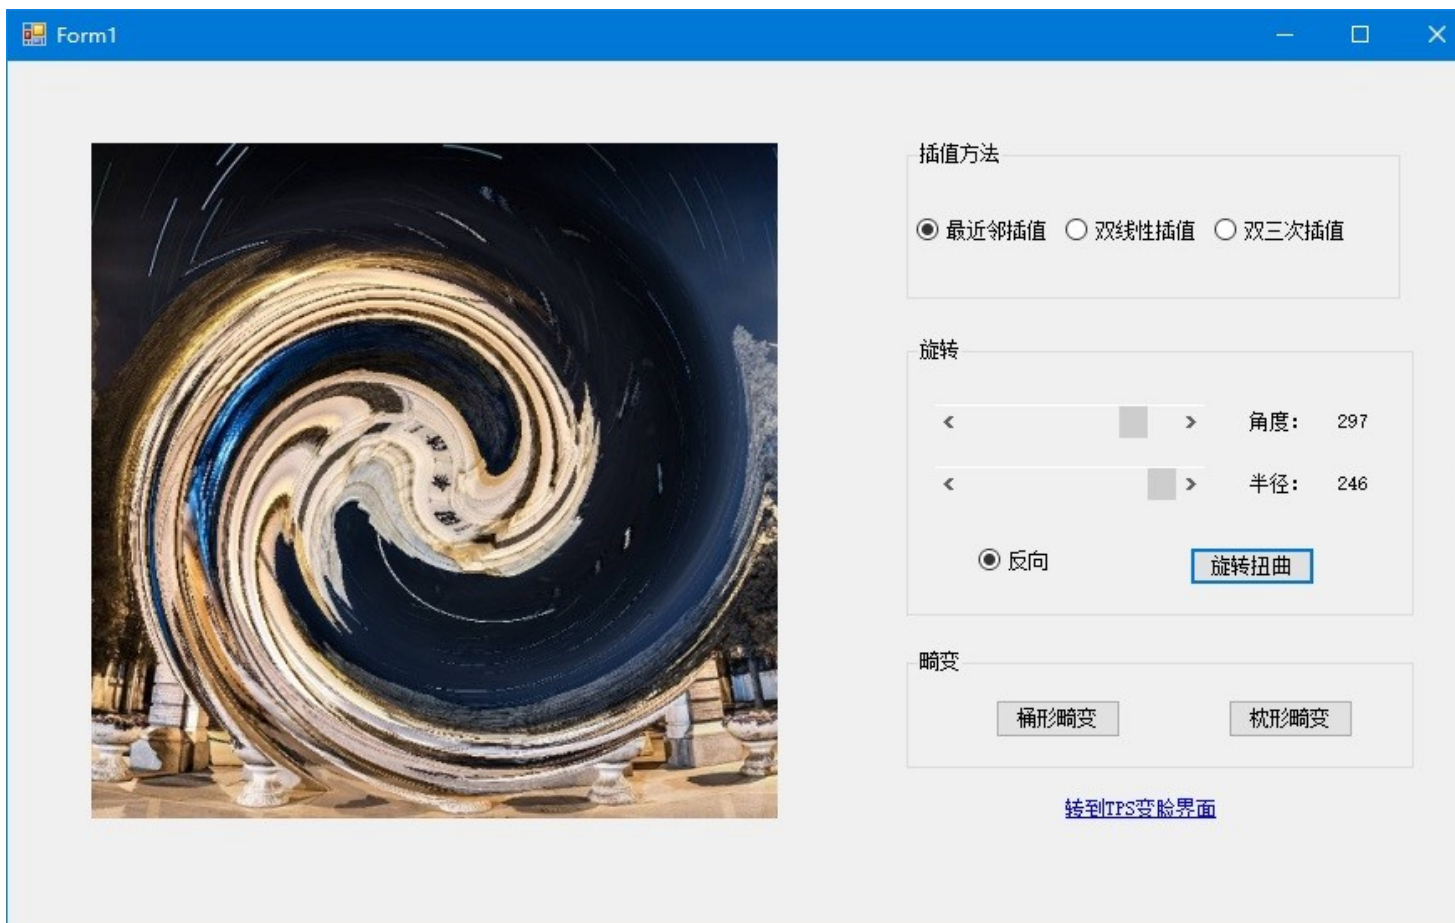 Form1
插值方法
最近邻插值 双线性插值 双三次插值
旋转
角度： 297
半径： 246
反向 旋转扭曲
畸变
桶形畸变 枕形畸变
转到TPS变脸界面